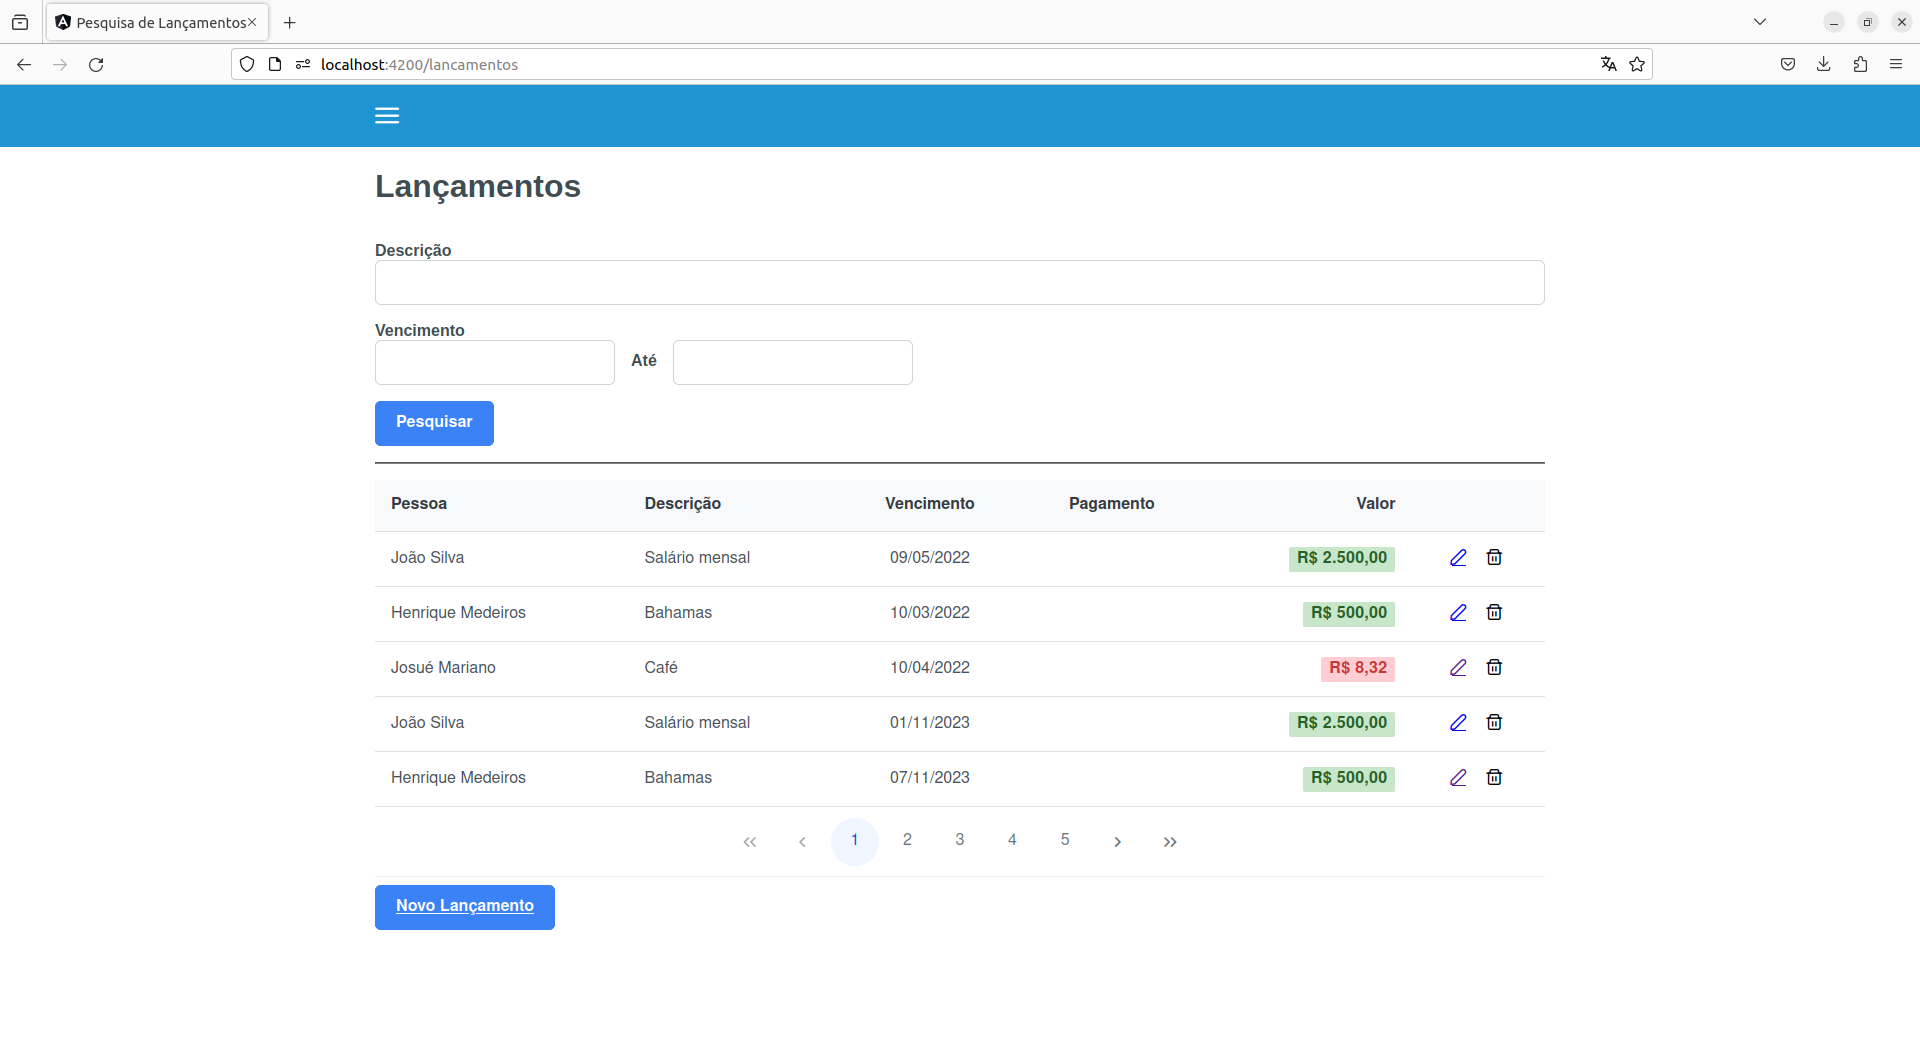 Pesquisa de Lançamentos
localhost:4200/lancamentos
Lançamentos
Descrição
Vencimento
Até
Pesquisar
Pessoa Descrição Vencimento Pagamento Valor
João Silva Salário mensal 09/05/2022 R$ 2.500,00
Henrique Medeiros Bahamas 10/03/2022 R$ 500,00
Josué Mariano Café 10/04/2022 R$ 8,32
João Silva Salário mensal 01/11/2023 R$ 2.500,00
Henrique Medeiros Bahamas 07/11/2023 R$ 500,00
1 2 3 4 5
Novo Lançamento